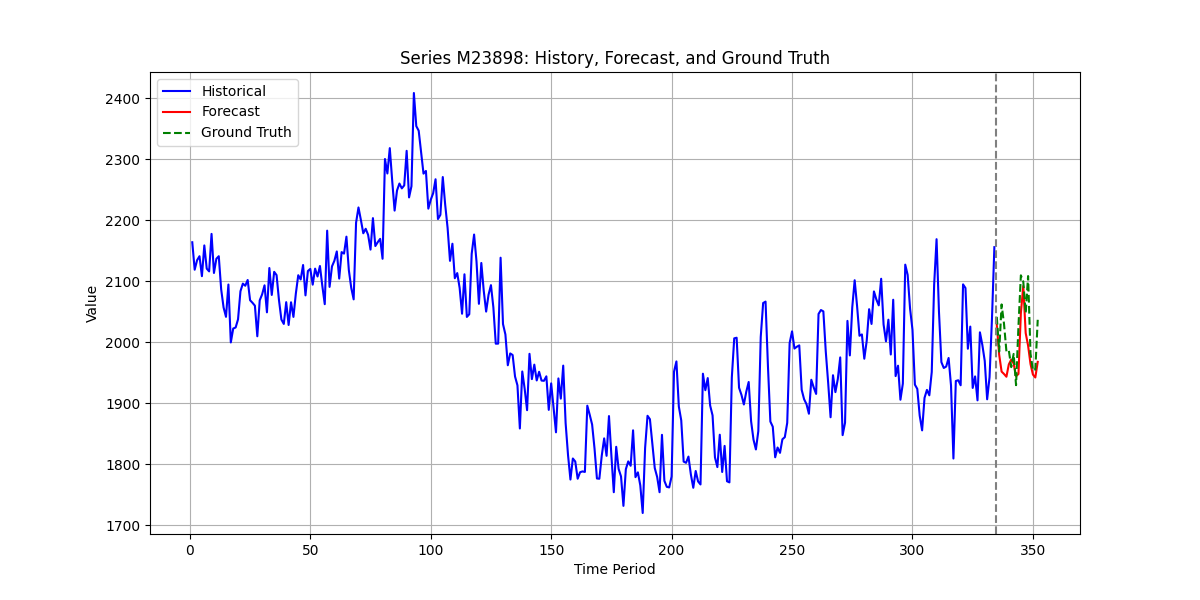 Series M23898: History, Forecast, and Ground Truth
Historical
Forecast
Ground Truth
2400
2300
2200
2100
2000
1900
1800
1700
Value
0 50 100 150 200 250 300 350
Time Period